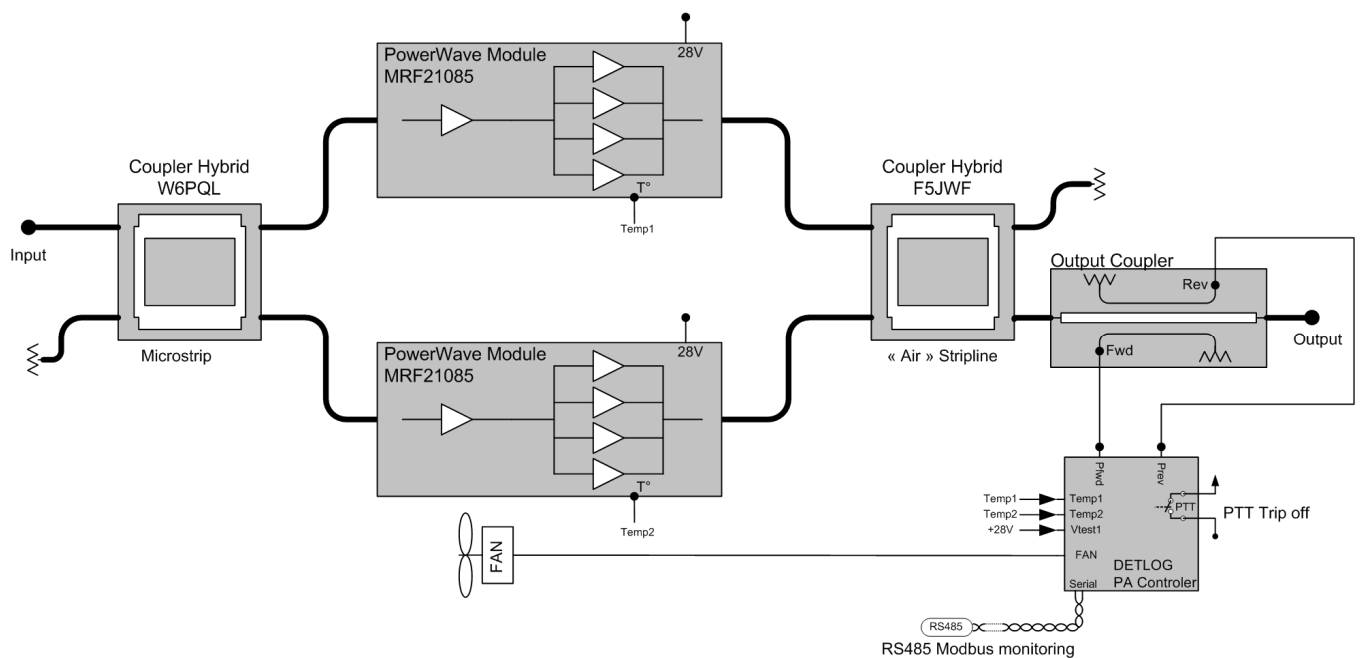 PowerWave Module
MRF21085
28V
T°
Temp1
Coupler Hybrid
W6PQL
Input
Microstrip
Coupler Hybrid
F5JWF
« Air » Stripline
Output Coupler
Rev
Fwd
Output
PowerWave Module
MRF21085
28V
T°
Temp2
FAN
Pfwd
Prev
Temp1
Temp1
Temp2
Temp2
+28V
Vtest1
PTT
PTT Trip off
FAN
DETLOG
PA Controler
Serial
RS485
RS485 Modbus monitoring